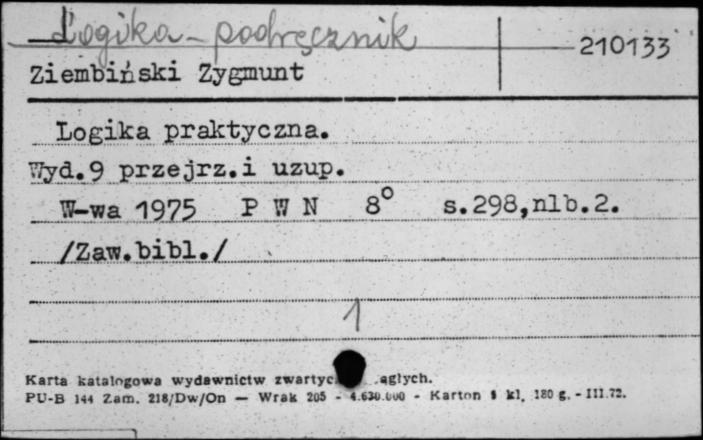 Logika - podręcznik
210133
Ziembiński Zygmunt
Logika praktyczna.
Wyd.9 przejrz.i uzup.
W-wa 1975 P W N 8° s.298,nlb.2.
/Zaw.bibl./
1
Karta katalogowa wydawnictw zwartyc ągłych.
PU-B 144 Zam. 218/Dw/On — Wrak 205 - 4.630.000 - Karton kl. 180 g. - III.72.